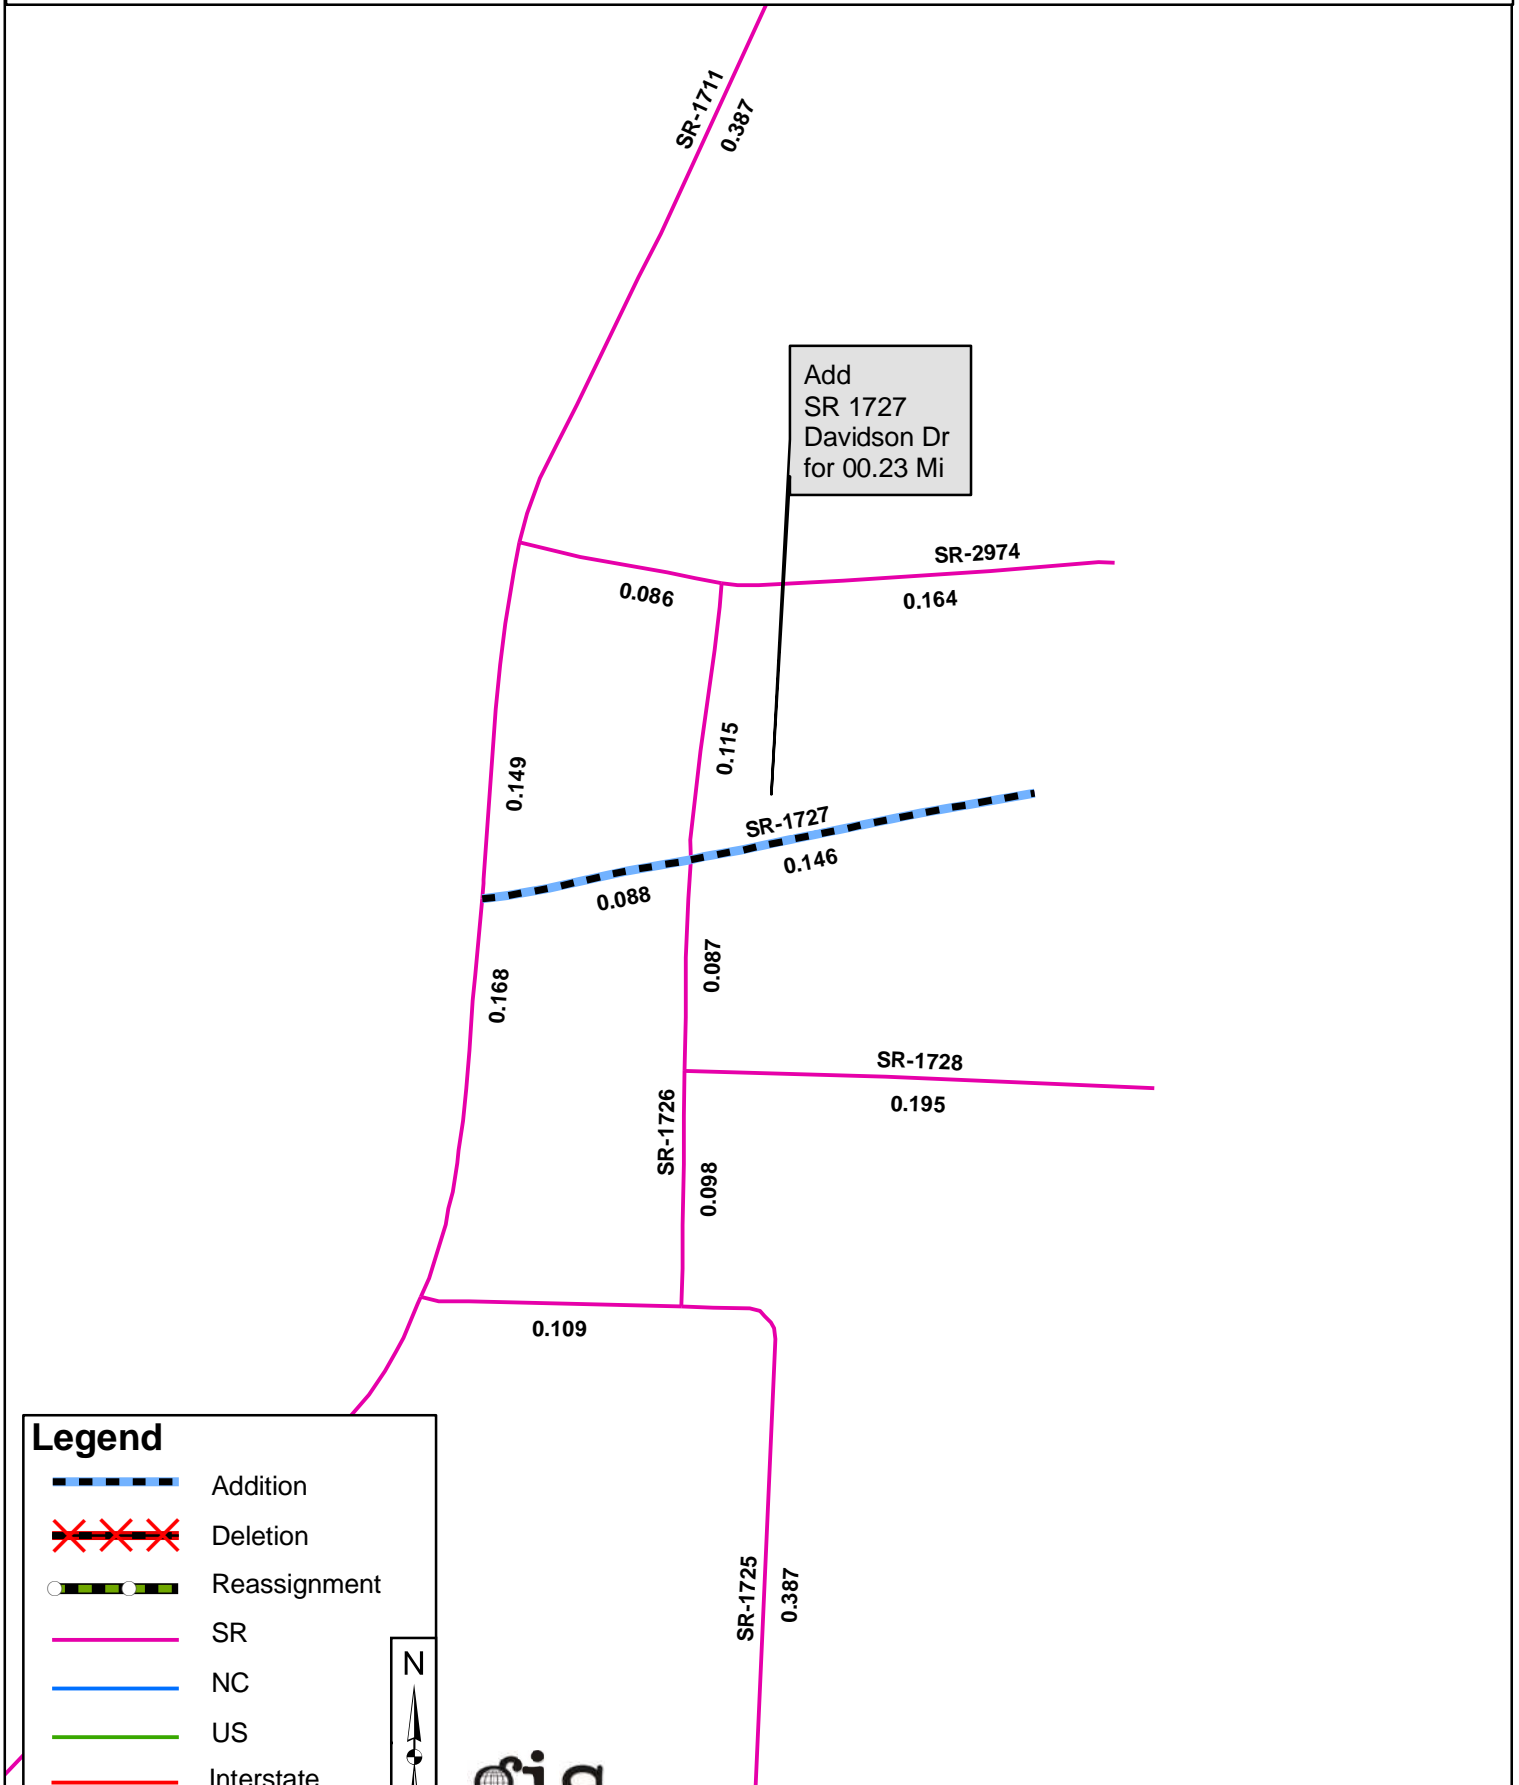 SR-1711
0.387
Add
SR 1727
Davidson Dr
for 00.23 Mi
SR-2974
0.086
0.164
0.115
0.149
SR-1727
0.146
0.088
0.087
0.168
SR-1728
0.195
SR-1726
0.098
0.109
SR-1725
0.387
Legend
Addition
Deletion
Reassignment
SR
N
NC
US
Interstate
gis